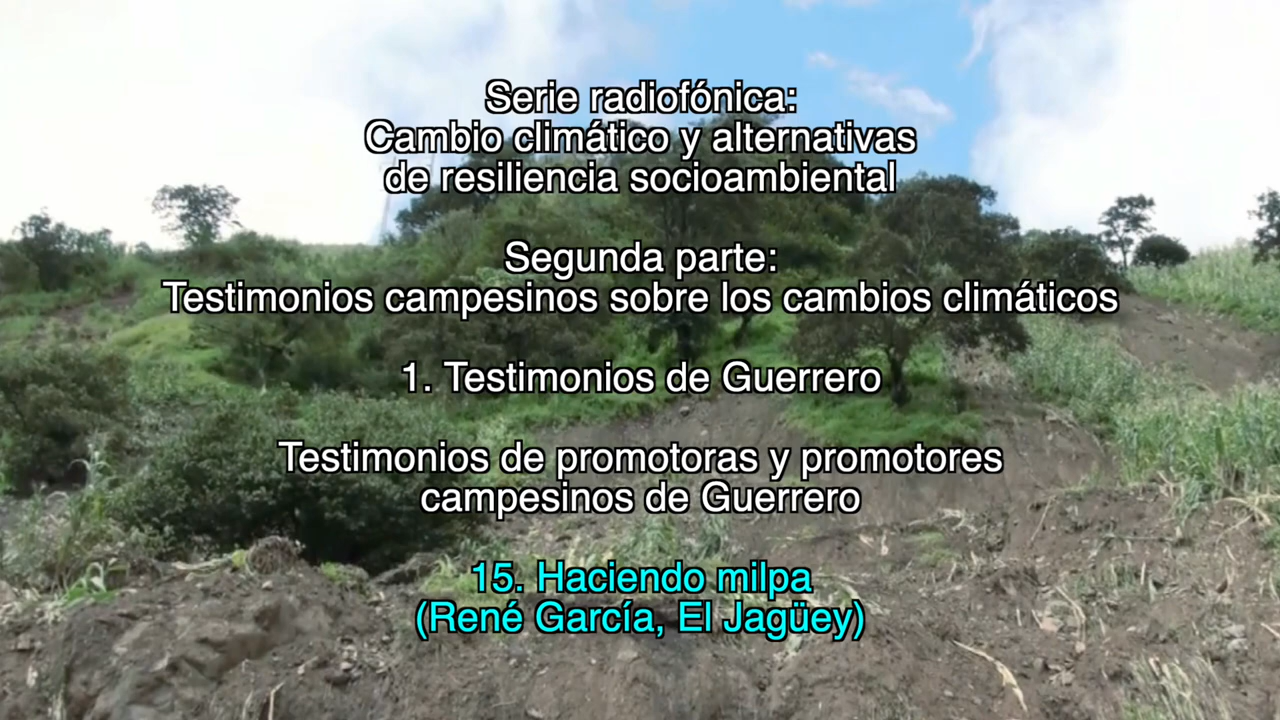 Serie radiofónica:
Cambio climático y alternativas
de resiliencia socioambiental
Segunda parte:
Testimonios campesinos sobre los cambios climáticos
1. Testimonios de Guerrero
Testimonios de promotoras y promotores
campesinos de Guerrero
15. Haciendo milpa
(René García, El Jagüey)